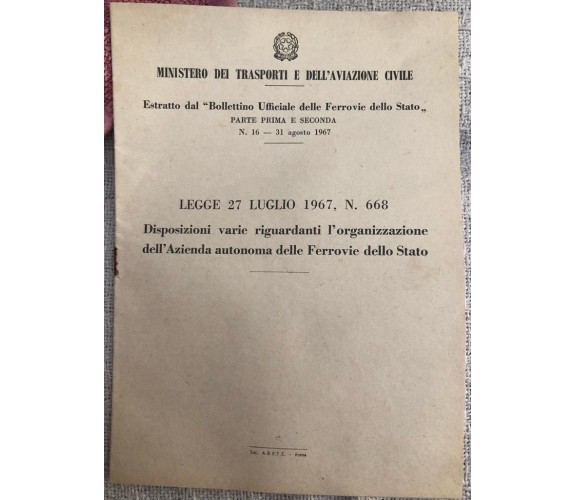 MINISTERO DEI TRASPORTI E DELL'AVIAZIONE CIVILE
Estratto dal "Bollettino Ufficiale delle Ferrovie dello Stato„
PARTE PRIMA E SECONDA
N. 16 — 31 agosto 1967
LEGGE 27 LUGLIO 1967, N. 668
Disposizioni varie riguardanti l'organizzazione
dell'Azienda autonoma delle Ferrovie dello Stato
- Roma